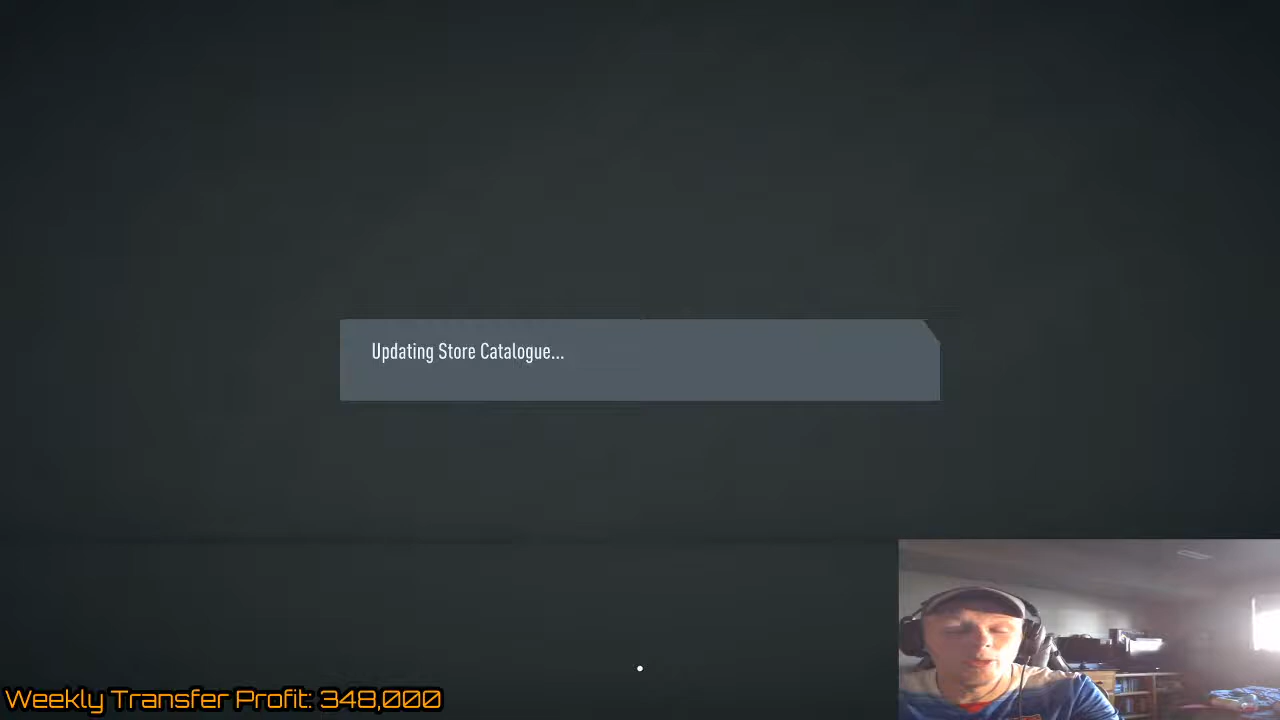 Updating Store Catalogue...
Weekly Transfer Profit: 348,000